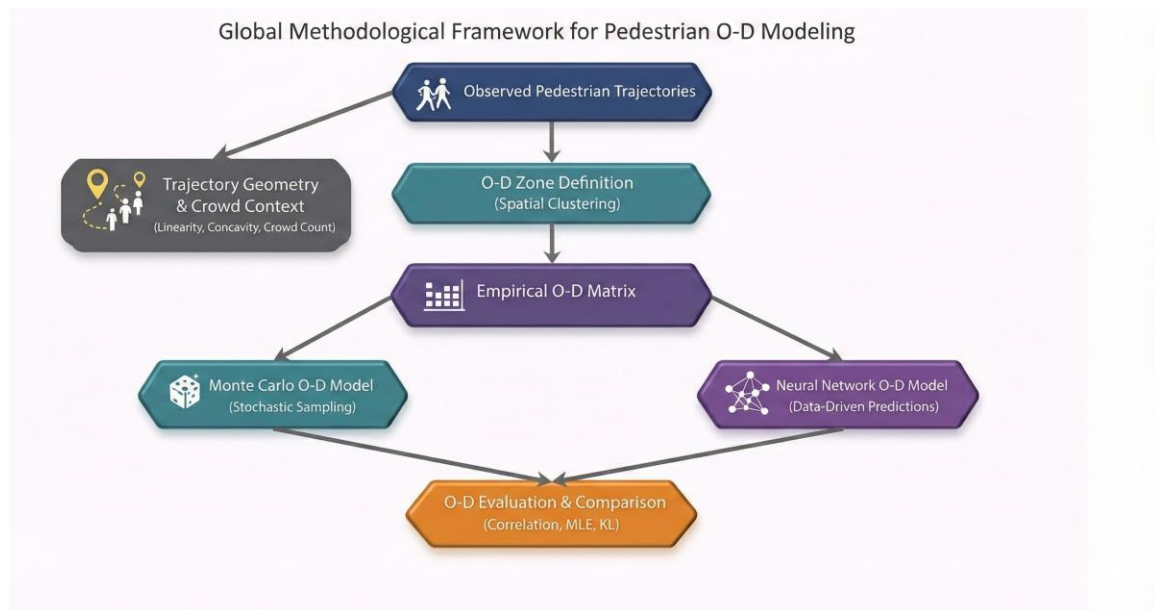 Global Methodological Framework for Pedestrian O-D Modeling
Observed Pedestrian Trajectories
Trajectory Geometry
& Crowd Context
(Linearity, Concavity, Crowd Count)
O-D Zone Definition
(Spatial Clustering)
Empirical O-D Matrix
Monte Carlo O-D Model
(Stochastic Sampling)
Neural Network O-D Model
(Data-Driven Predictions)
O-D Evaluation & Comparison
(Correlation, MLE, KL)